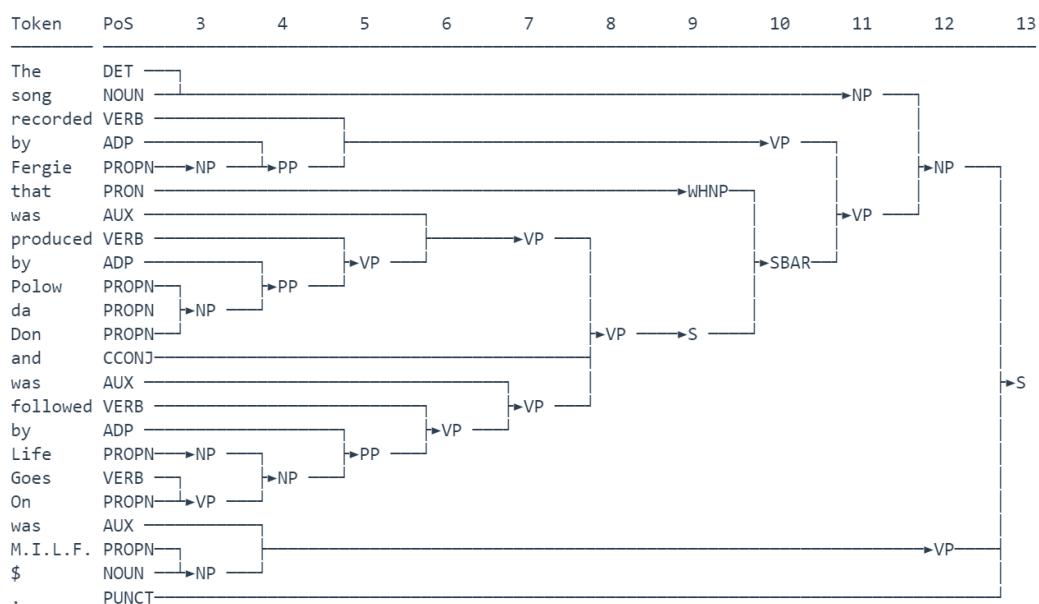 Token PoS 3 4 5 6 7 8 9 10 11 12 13
The DET
song NOUN NP
recorded VERB
by ADP VP
Fergie PROPN NP PP NP
that PRON WHNP
was AUX VP
produced VERB VP
by ADP VP SBAR
Polow PROPN PP
da PROPN NP
Don PROPN VP S
and CCONJ
was AUX S
followed VERB VP
by ADP VP
Life PROPN NP PP
Goes VERB NP
On PROPN VP
was AUX
M.I.L.F. PROPN VP
$ NOUN NP
. PUNCT